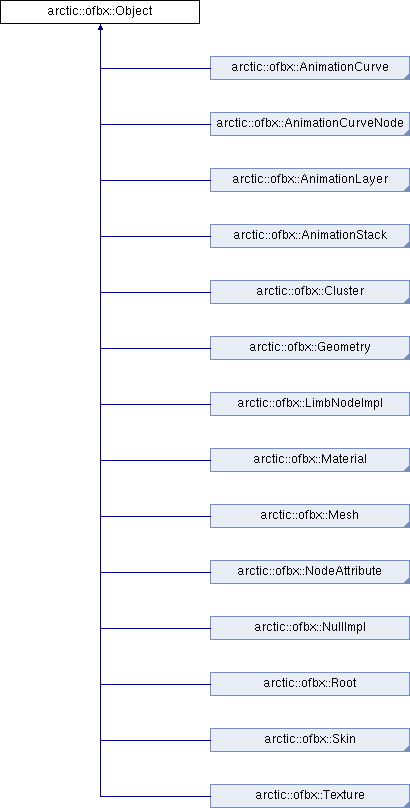 arctic::ofbx::Object
arctic::ofbx::AnimationCurve
arctic::ofbx::AnimationCurveNode
arctic::ofbx::AnimationLayer
arctic::ofbx::AnimationStack
arctic::ofbx::Cluster
arctic::ofbx::Geometry
arctic::ofbx::LimbNodeImpl
arctic::ofbx::Material
arctic::ofbx::Mesh
arctic::ofbx::NodeAttribute
arctic::ofbx::NullImpl
arctic::ofbx::Root
arctic::ofbx::Skin
arctic::ofbx::Texture